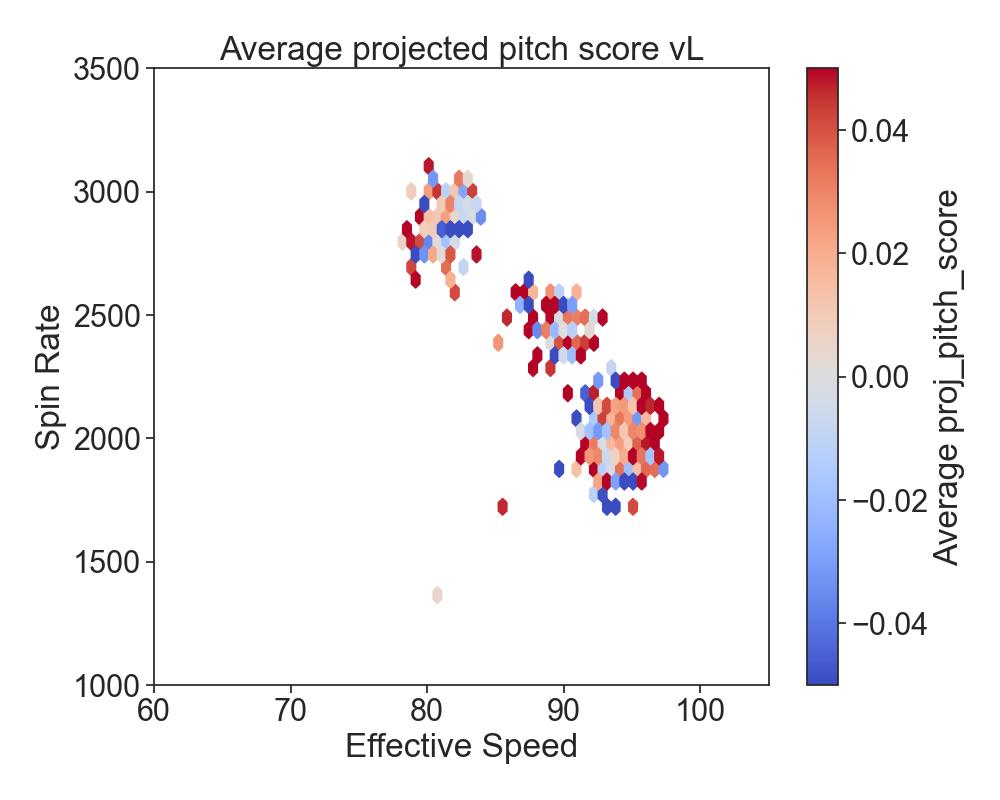 Average projected pitch score vL
3500
3000
2500
2000
1500
1000
Spin Rate
60 70 80 90 100
Effective Speed
0.04
0.02
0.00
−0.02
−0.04
Average proj_pitch_score